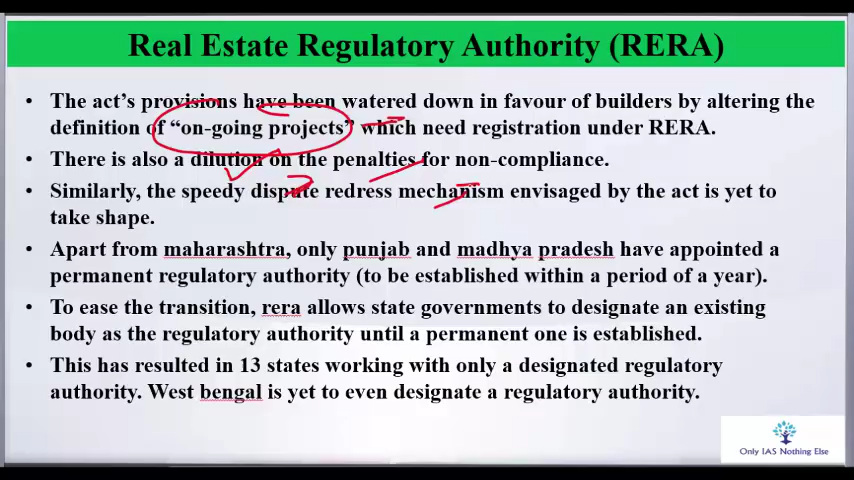 Real Estate Regulatory Authority (RERA)
• The act's provisions have been watered down in favour of builders by altering the
definition of “on-going projects” which need registration under RERA.
• There is also a dilution on the penalties for non-compliance.
• Similarly, the speedy dispute redress mechanism envisaged by the act is yet to
take shape.
• Apart from maharashtra, only punjab and madhya pradesh have appointed a
permanent regulatory authority (to be established within a period of a year).
• To ease the transition, rera allows state governments to designate an existing
body as the regulatory authority until a permanent one is established.
• This has resulted in 13 states working with only a designated regulatory
authority. West bengal is yet to even designate a regulatory authority.
Only IAS Nothing Else